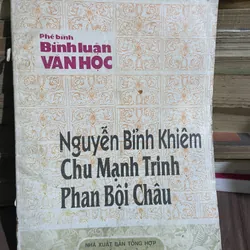 Phê bình
Bình luận
VĂN HỌC
Nguyễn Bỉnh Khiêm
Chu Mạnh Trinh
Phan Bội Châu
NHÀ XUẤT BẢN TỔNG HỢP